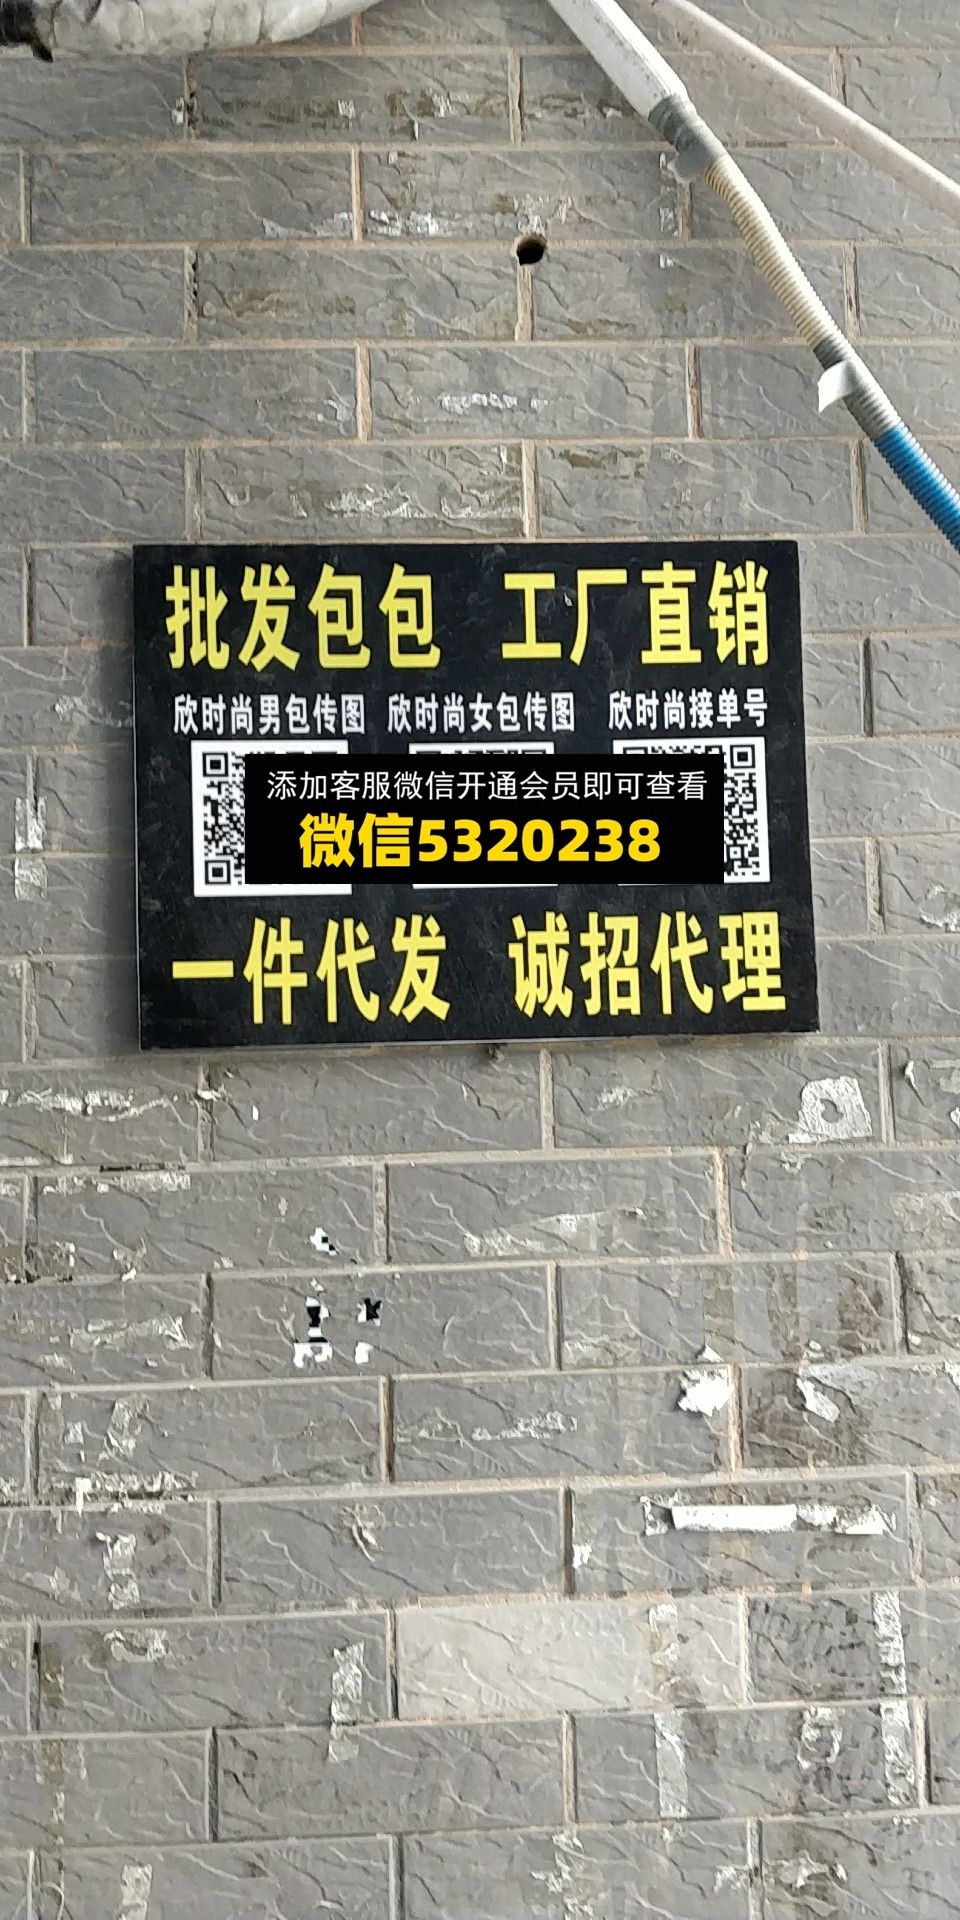 批发包包 工厂直销
欣时尚男包传图 欣时尚女包传图 欣时尚接单号
添加客服微信开通会员即可查看
微信5320238
一件代发 诚招代理